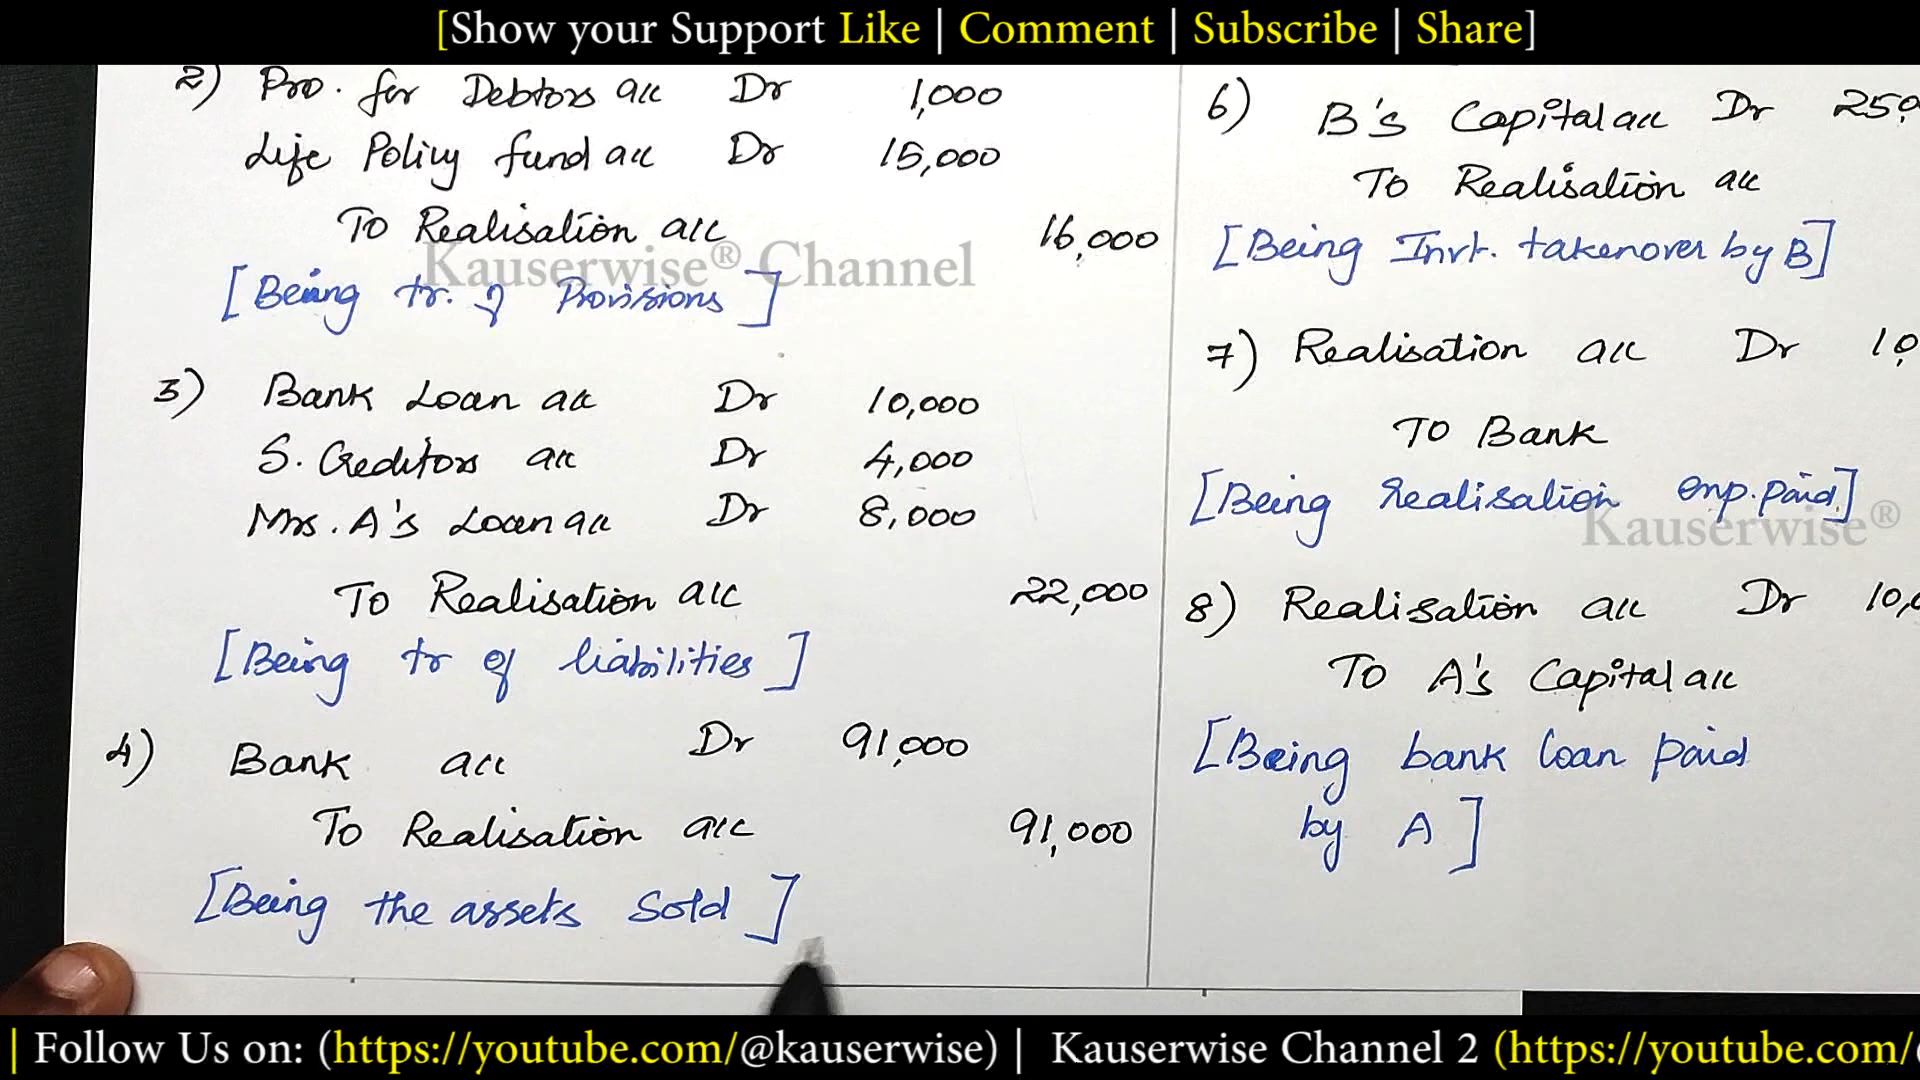 [Show your Support Like | Comment | Subscribe | Share]
2) Pro. for Debtors a/c Dr 1,000
Life Policy fund a/c Dr 15,000
To Realisation a/c 16,000
Kauserwise® Channel
[Being tr. of Provisions]
3) Bank Loan a/c Dr 10,000
S. Creditors a/c Dr 4,000
Mrs. A's Loan a/c Dr 8,000
To Realisation a/c 22,000
[Being tr of liabilities]
4) Bank a/c Dr 91,000
To Realisation a/c 91,000
[Being the assets Sold]
6) B's Capital a/c Dr
To Realisation a/c
[Being Invt. takenover by B]
7) Realisation a/c Dr
To Bank
[Being Realisation exp. paid]
Kauserwise®
8) Realisation a/c Dr
To A's Capital a/c
[Being bank loan paid
by A]
| Follow Us on: (https://youtube.com/@kauserwise) | Kauserwise Channel 2 (https://youtube.com/